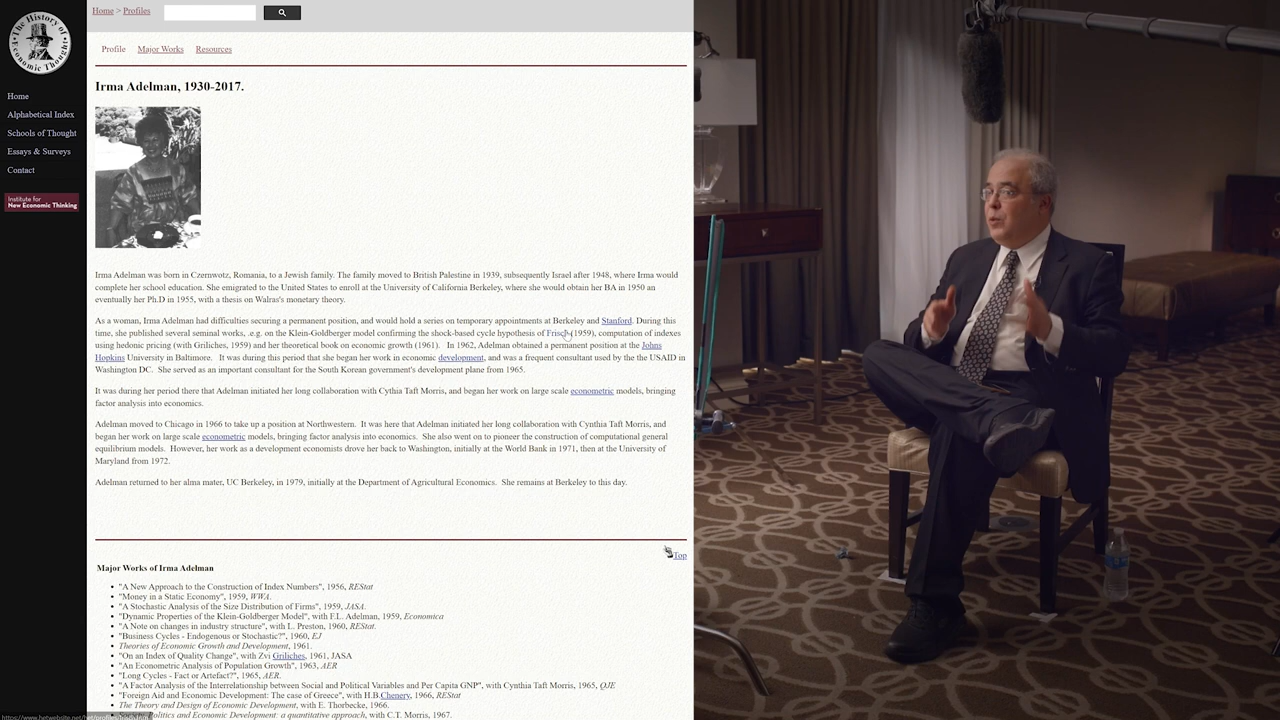 The History of
Economic Thought
Home > Profiles
Home
Alphabetical Index
Schools of Thought
Essays & Surveys
Contact
Institute for
New Economic Thinking
Profile Major Works Resources
Irma Adelman, 1930-2017.
Irma Adelman was born in Czernwotz, Romania, to a Jewish family. The family moved to British Palestine in 1939, subsequently Israel after 1948, where Irma would
complete her school education. She emigrated to the United States to enroll at the University of California Berkeley, where she would obtain her BA in 1950 an
eventually her Ph.D in 1955, with a thesis on Walras's monetary theory.
As a woman, Irma Adelman had difficulties securing a permanent position, and would hold a series on temporary appointments at Berkeley and Stanford. During this
time, she published several seminal works, .e.g. on the Klein-Goldberger model confirming the shock-based cycle hypothesis of Frisch (1959), computation of indexes
using hedonic pricing (with Griliches, 1959) and her theoretical book on economic growth (1961). In 1962, Adelman obtained a permanent position at the Johns
Hopkins University in Baltimore. It was during this period that she began her work in economic development, and was a frequent consultant used by the the USAID in
Washington DC. She served as an important consultant for the South Korean government's development plane from 1965.
It was during her period there that Adelman initiated her long collaboration with Cythia Taft Morris, and began her work on large scale econometric models, bringing
factor analysis into economics.
Adelman moved to Chicago in 1966 to take up a position at Northwestern. It was here that Adelman initiated her long collaboration with Cynthia Taft Morris, and
began her work on large scale econometric models, bringing factor analysis into economics. She also went on to pioneer the construction of computational general
equilibrium models. However, her work as a development economists drove her back to Washington, initially at the World Bank in 1971, then at the University of
Maryland from 1972.
Adelman returned to her alma mater, UC Berkeley, in 1979, initially at the Department of Agricultural Economics. She remains at Berkeley to this day.
Top
Major Works of Irma Adelman
• "A New Approach to the Construction of Index Numbers", 1956, REStat
• "Money in a Static Economy", 1959, WWA.
• "A Stochastic Analysis of the Size Distribution of Firms", 1959, JASA.
• "Dynamic Properties of the Klein-Goldberger Model", with F.L. Adelman, 1959, Economica
• "A Note on changes in industry structure", with L. Preston, 1960, REStat.
• "Business Cycles - Endogenous or Stochastic?", 1960, EJ
• Theories of Economic Growth and Development, 1961.
• "On an Index of Quality Change", with Zvi Griliches, 1961, JASA
• "An Econometric Analysis of Population Growth", 1963, AER
• "Long Cycles - Fact or Artefact?", 1965, AER.
• "A Factor Analysis of the Interrelationship between Social and Political Variables and Per Capita GNP", with Cynthia Taft Morris, 1965, QJE
• "Foreign Aid and Economic Development: The case of Greece", with H.B.Chenery, 1966, REStat
• The Theory and Design of Economic Development, with E. Thorbecke, 1966.
• Society, Politics and Economic Development: a quantitative approach, with C.T. Morris, 1967.